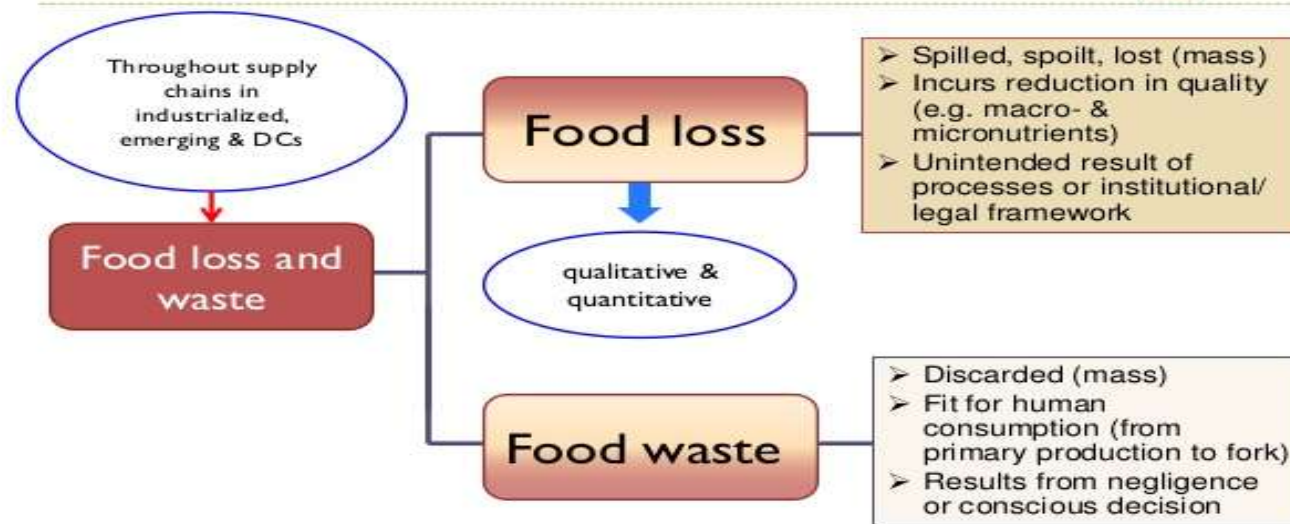 Throughout supply
chains in
industrialized,
emerging & DCs
Food loss and
waste
Food loss
qualitative &
quantitative
➢ Spilled, spoilt, lost (mass)
➢ Incurs reduction in quality
(e.g. macro- &
micronutrients)
➢ Unintended result of
processes or institutional/
legal framework
Food waste
➢ Discarded (mass)
➢ Fit for human
consumption (from
primary production to fork)
➢ Results from negligence
or conscious decision